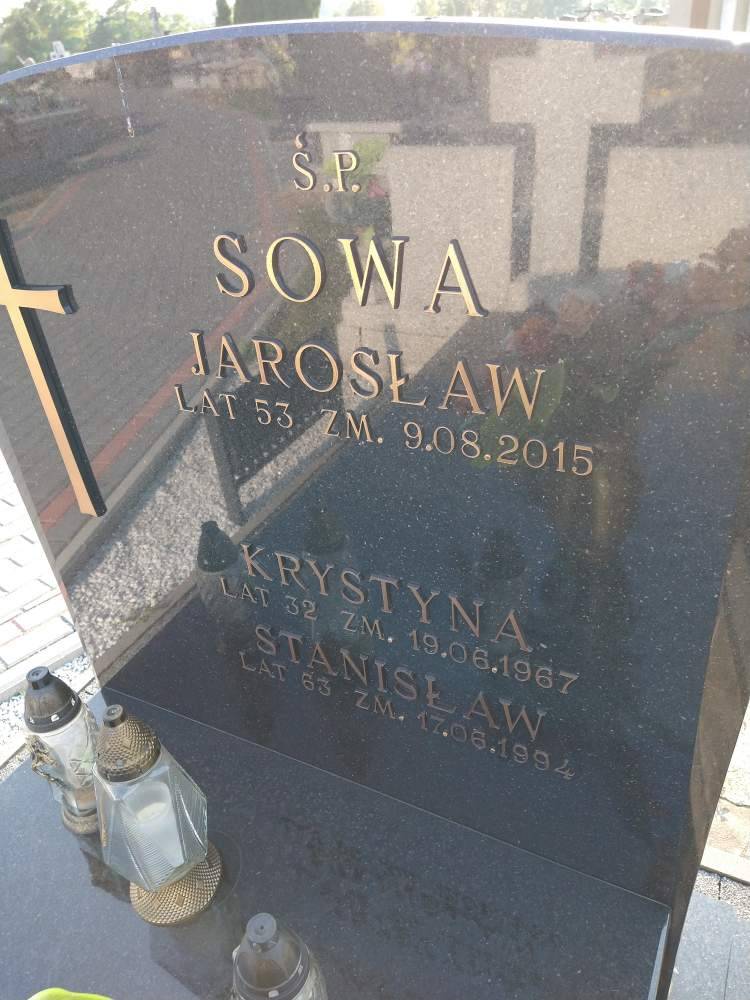 Ś.P.
SOWA
JAROSŁAW
LAT 53 ZM. 9.08.2015
KRYSTYNA
LAT 32 ZM. 19.06.1967
STANISŁAW
LAT 63 ZM. 17.06.1994